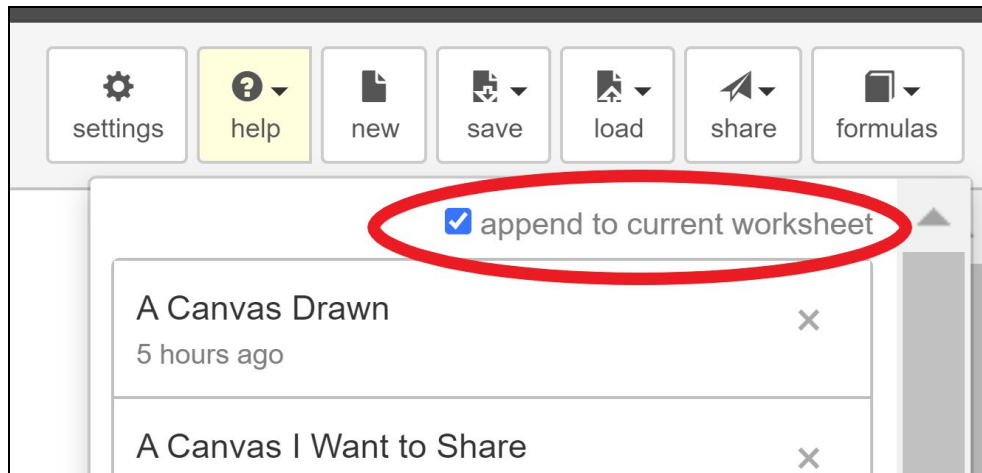 settings help new save load share formulas
append to current worksheet
A Canvas Drawn
5 hours ago
A Canvas I Want to Share